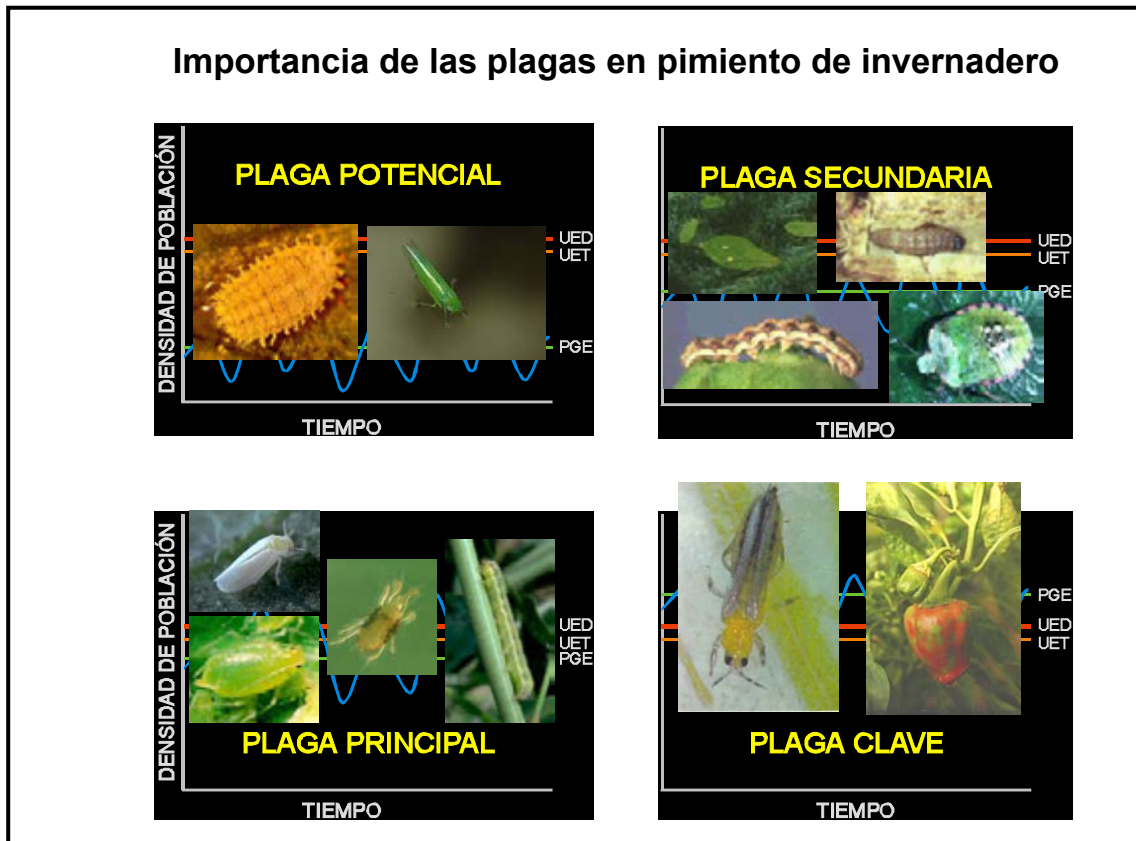 Importancia de las plagas en pimiento de invernadero
DENSIDAD DE POBLACIÓN
PLAGA POTENCIAL
UED
UET
PGE
TIEMPO
PLAGA SECUNDARIA
UED
UET
PGE
TIEMPO
DENSIDAD DE POBLACIÓN
UED
UET
PGE
PLAGA PRINCIPAL
TIEMPO
PGE
UED
UET
PLAGA CLAVE
TIEMPO